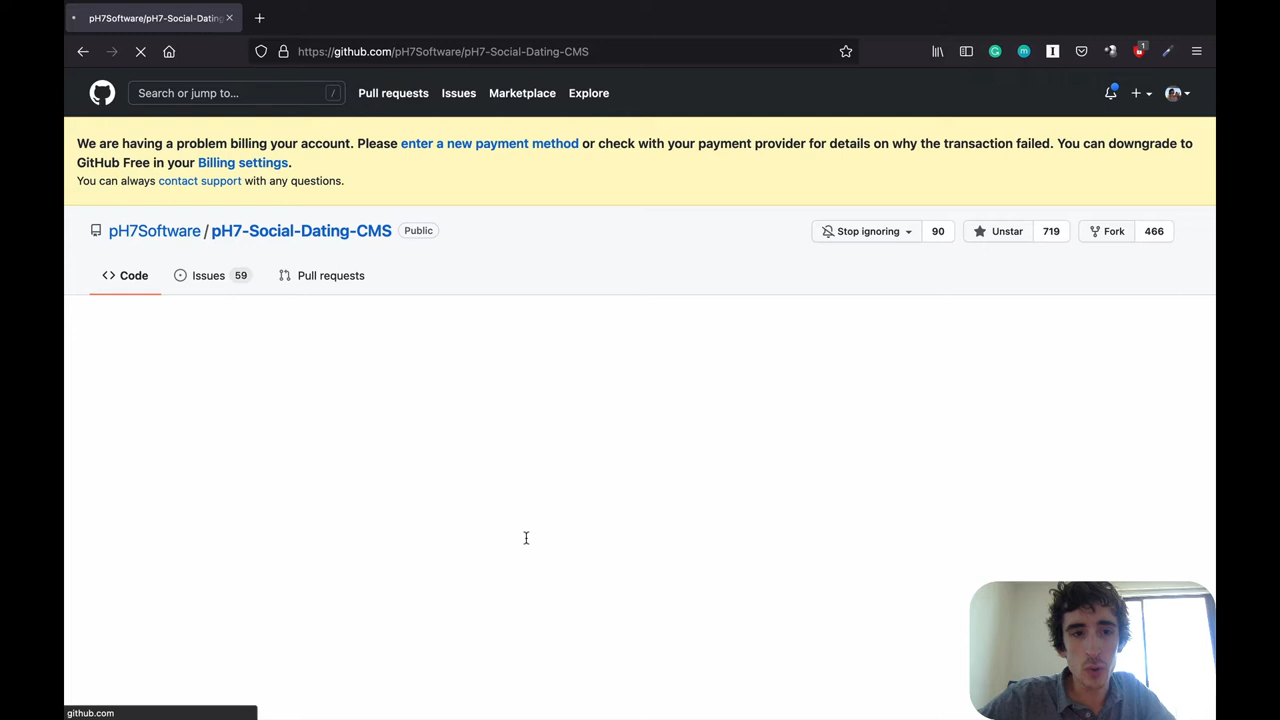 pH7Software/pH7-Social-Dating
https://github.com/pH7Software/pH7-Social-Dating-CMS
1
Search or jump to...
/
Pull requests
Issues
Marketplace
Explore
We are having a problem billing your account. Please enter a new payment method or check with your payment provider for details on why the transaction failed. You can downgrade to
GitHub Free in your Billing settings.
You can always contact support with any questions.
pH7Software / pH7-Social-Dating-CMS Public
Stop ignoring 90
Unstar 719
Fork 466
Code
Issues 59
Pull requests
github.com